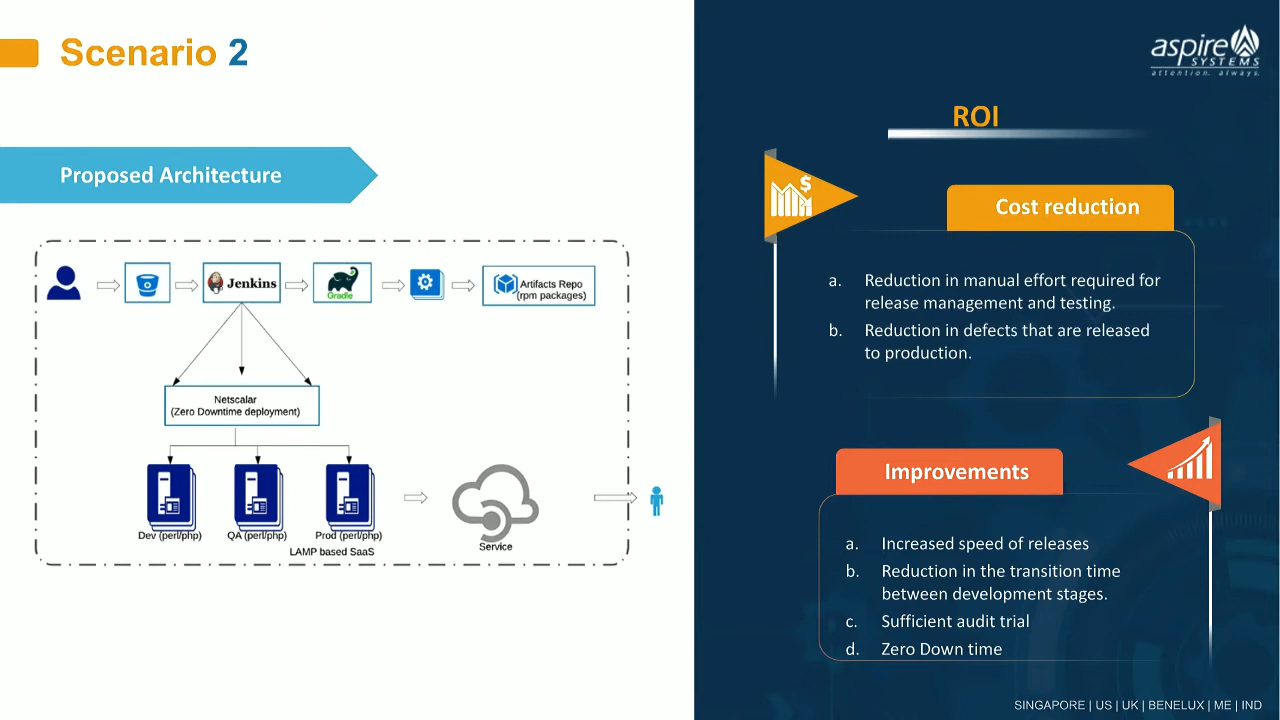 Scenario 2
Proposed Architecture
Jenkins
Gradle
Artifacts Repo
(rpm packages)
Netscalar
(Zero Downtime deployment)
Dev (perl/php)
QA (perl/php)
Prod (perl/php)
LAMP based SaaS
Service
aspire
SYSTEMS
attention. always.
ROI
$
Cost reduction
a. Reduction in manual effort required for
release management and testing.
b. Reduction in defects that are released
to production.
Improvements
a. Increased speed of releases
b. Reduction in the transition time
between development stages.
c. Sufficient audit trial
d. Zero Down time
SINGAPORE | US | UK | BENELUX | ME | IND